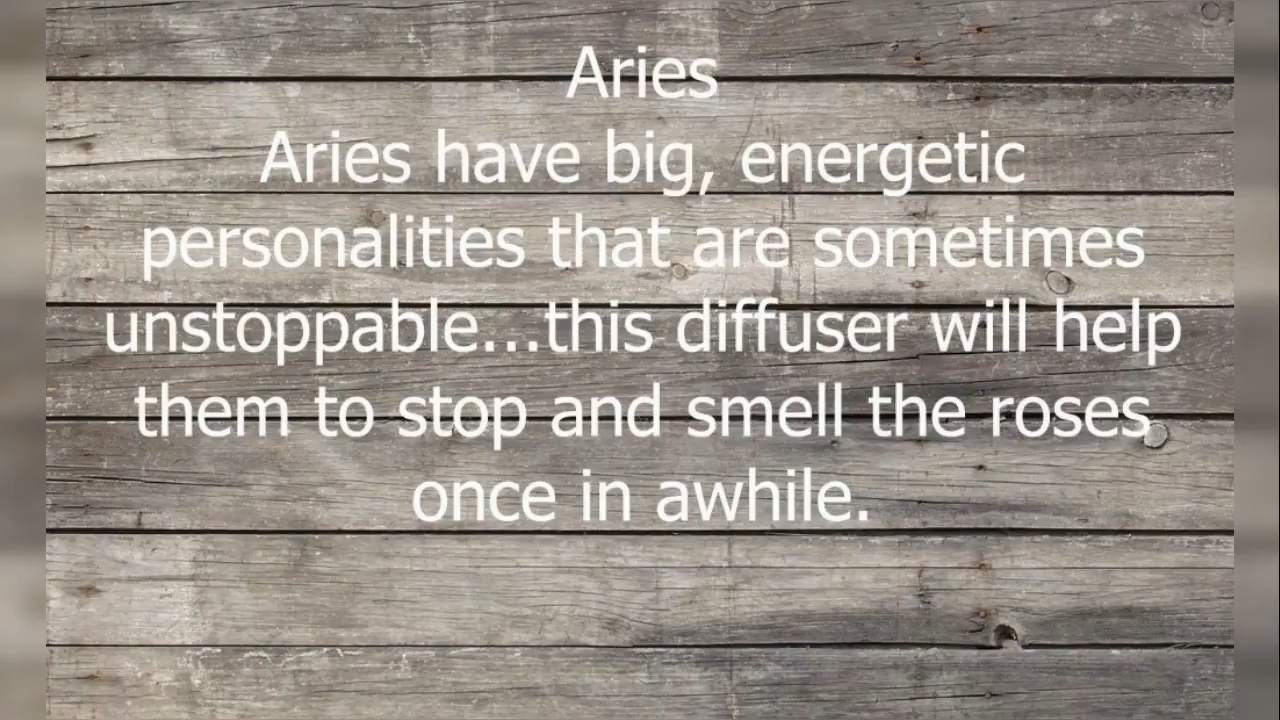 Aries
Aries have big, energetic
personalities that are sometimes
unstoppable...this diffuser will help
them to stop and smell the roses
once in awhile.